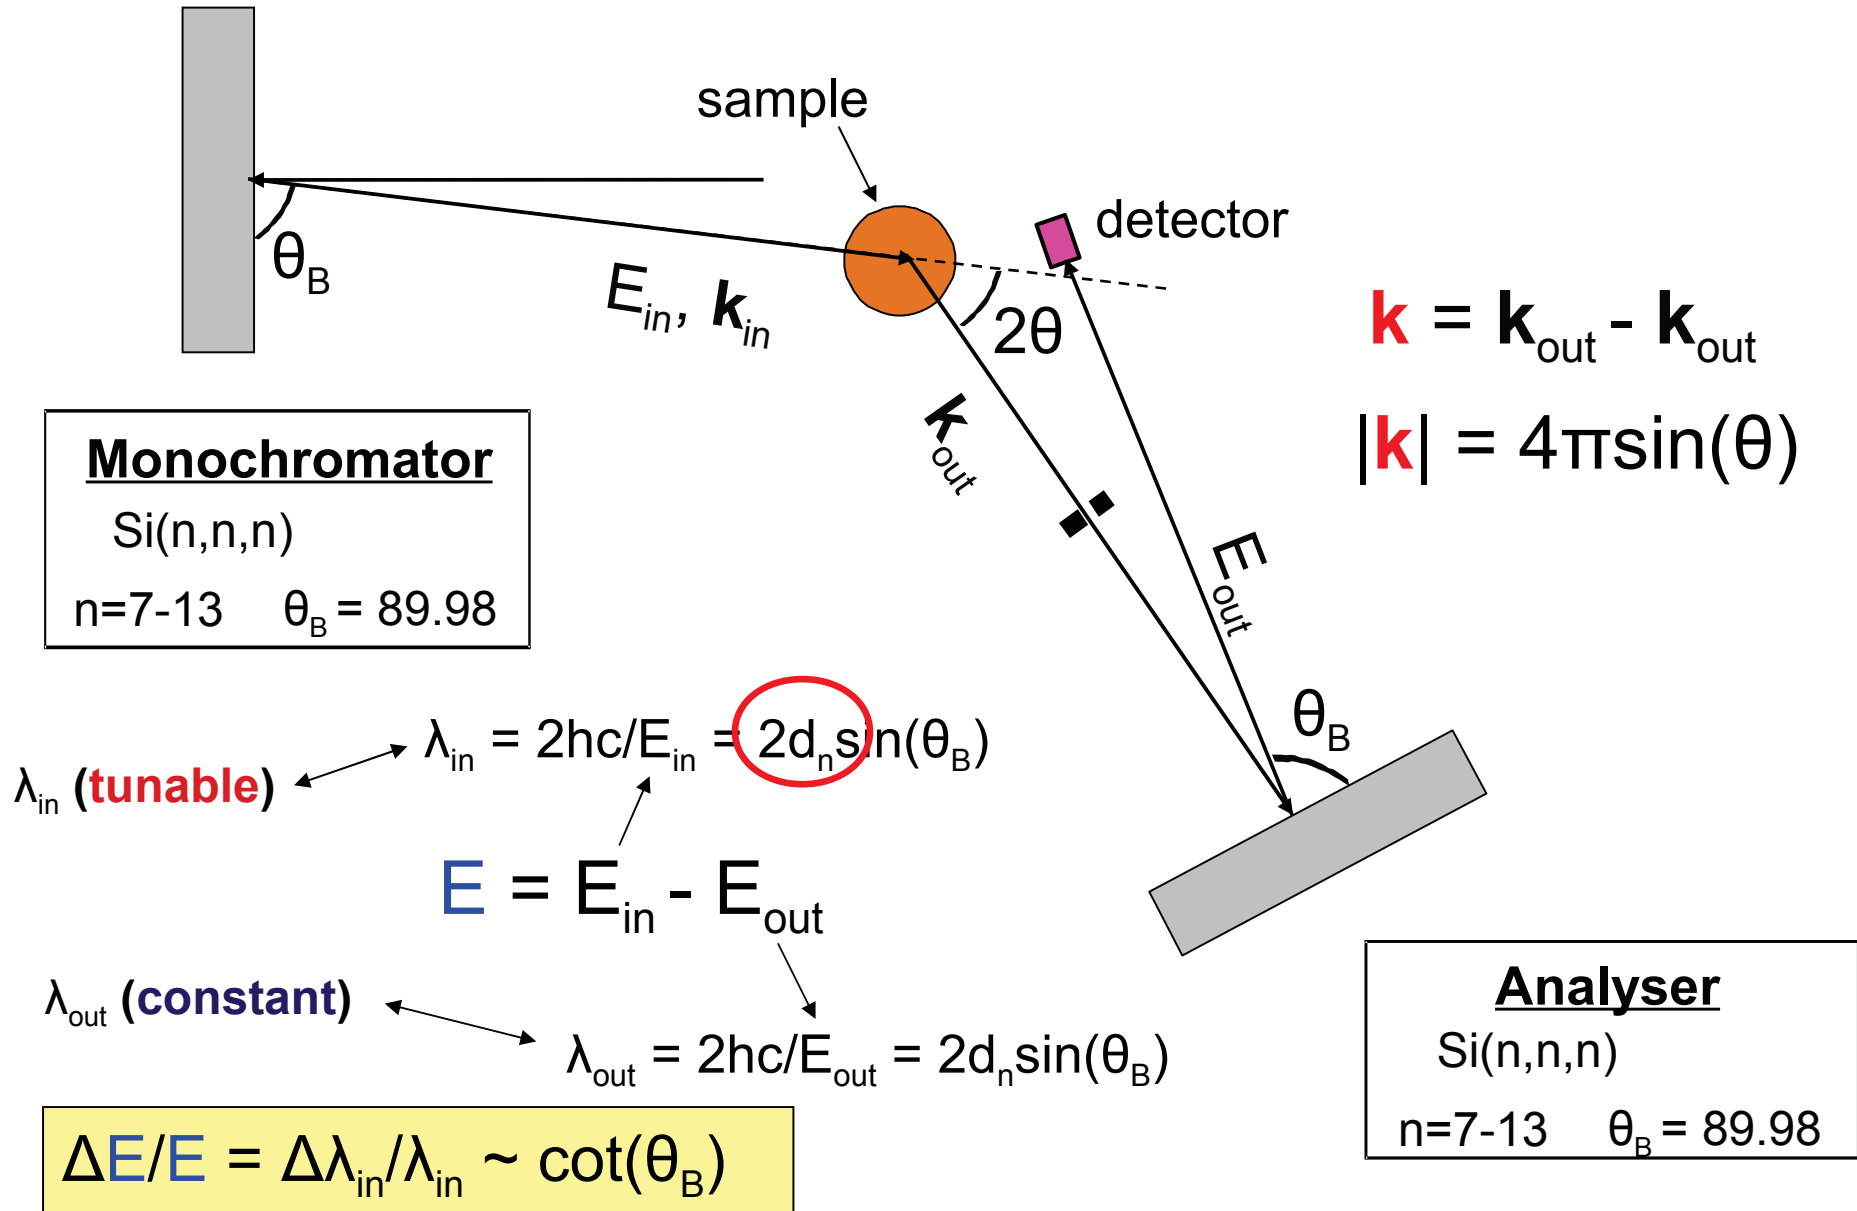 sample
detector
θB
Ein, kin
2θ
k = kout - kout
|k| = 4πsin(θ)
kout
Eout
Monochromator
Si(n,n,n)
n=7-13 θB = 89.98
θB
λin = 2hc/Ein = 2dnsin(θB)
λin (tunable)
E = Ein - Eout
λout (constant)
λout = 2hc/Eout = 2dnsin(θB)
Analyser
Si(n,n,n)
n=7-13 θB = 89.98
ΔE/E = Δλin/λin ~ cot(θB)